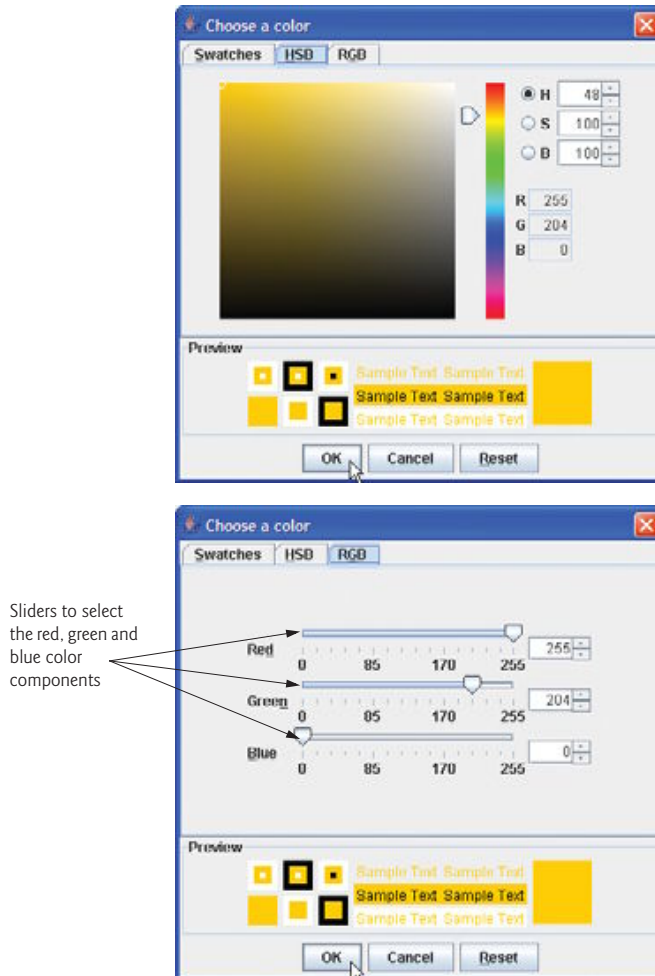 Choose a color
Swatches HSB RGB
H 48
S 100
B 100
R 255
G 204
B 0
Preview
Sample Text Sample Text
Sample Text Sample Text
Sample Text Sample Text
OK Cancel Reset
Choose a color
Swatches HSB RGB
Sliders to select
the red, green and
blue color
components
Red 255
0 85 170 255
Green 204
0 85 170 255
Blue 0
0 85 170 255
Preview
Sample Text Sample Text
Sample Text Sample Text
Sample Text Sample Text
OK Cancel Reset